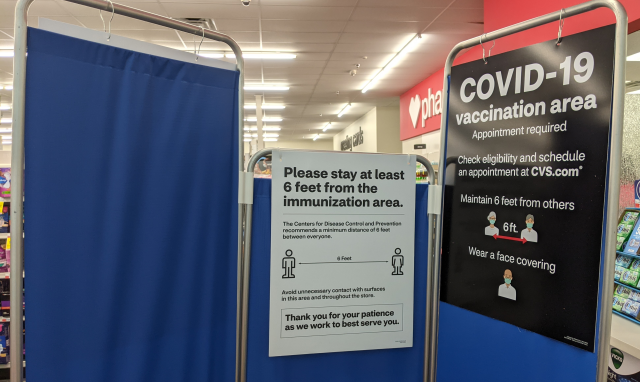 Please stay at least
6 feet from the
immunization area.
The Centers for Disease Control and Prevention
recommends a minimum distance of 6 feet
between everyone.
6 Feet
Avoid unnecessary contact with surfaces
in this area and throughout the store.
Thank you for your patience
as we work to best serve you.
pha
COVID-19
vaccination area
Appointment required
Check eligibility and schedule
an appointment at CVS.com®
Maintain 6 feet from others
6 ft.
Wear a face covering